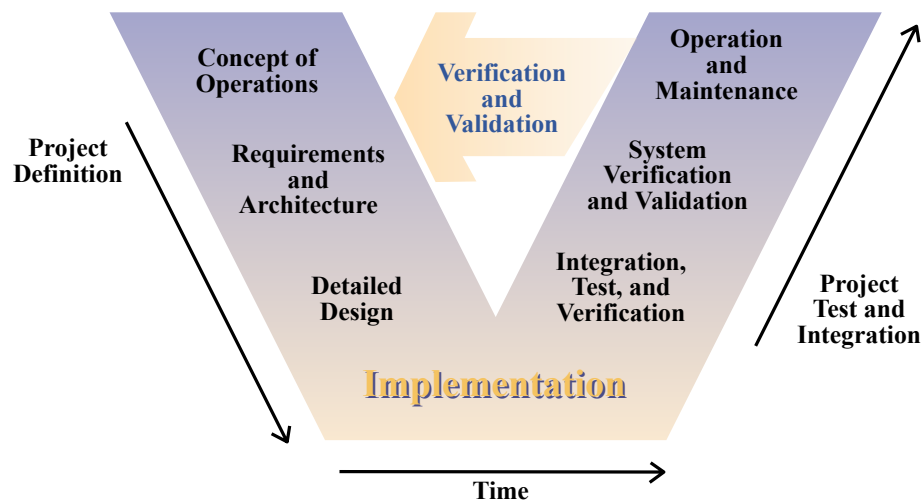 Concept of
Operations
Verification
and
Validation
Operation
and
Maintenance
Project
Definition
Requirements
and
Architecture
System
Verification
and Validation
Detailed
Design
Integration,
Test, and
Verification
Project
Test and
Integration
Implementation
Time